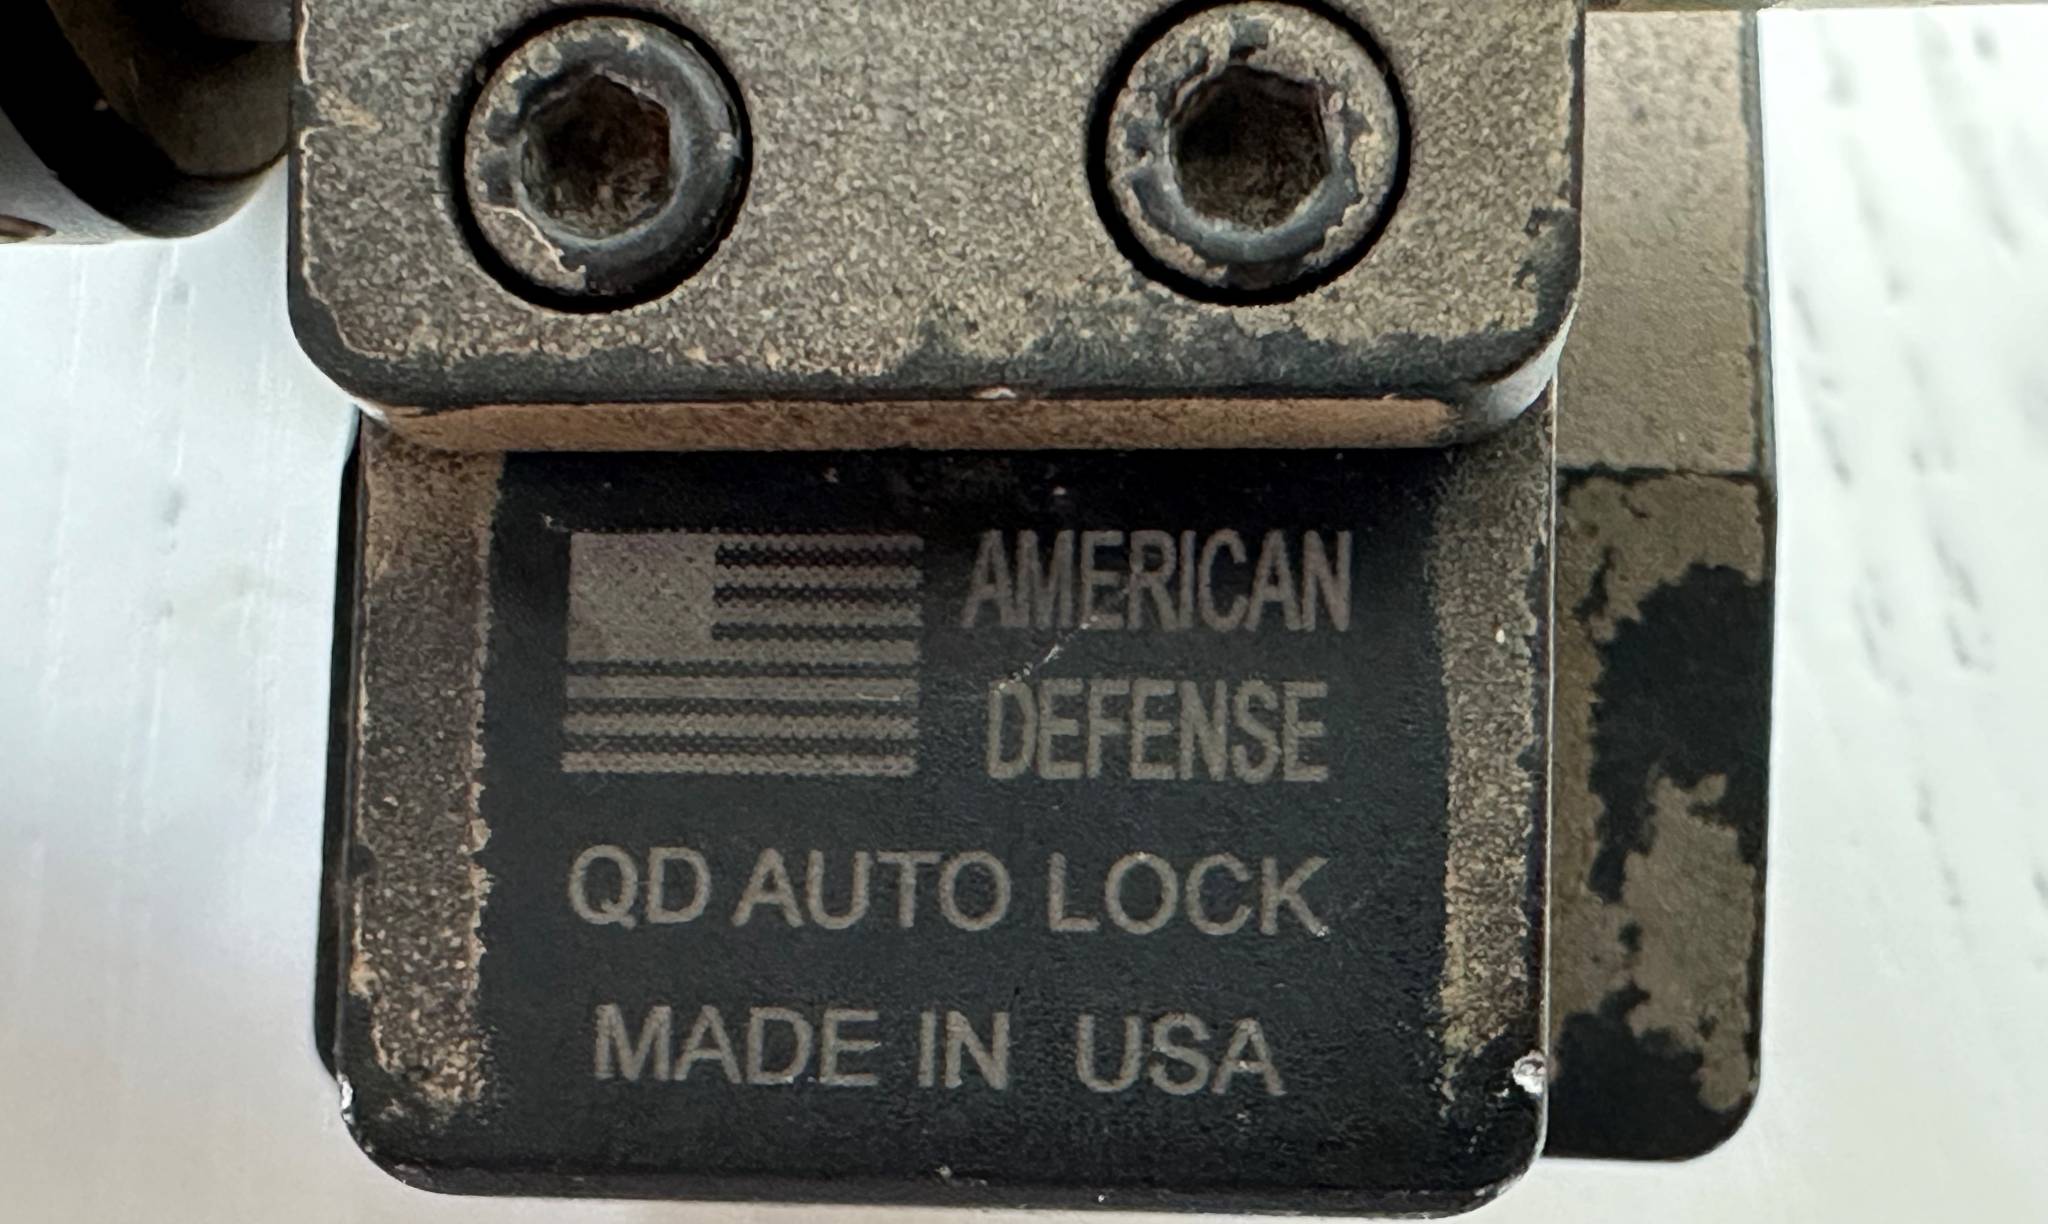 AMERICAN
DEFENSE
QD AUTO LOCK
MADE IN USA